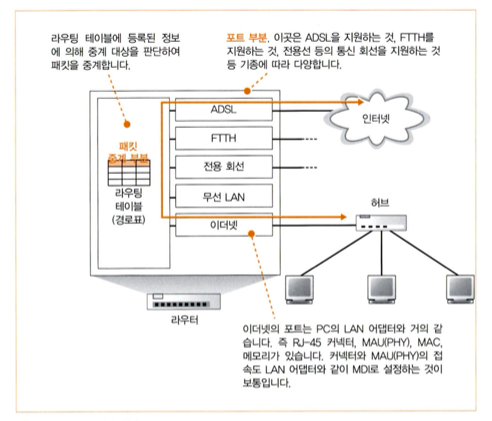 라우팅 테이블에 등록된 정보
에 의해 중계 대상을 판단하여
패킷을 중계합니다.
포트 부분. 이곳은 ADSL을 지원하는 것, FTTH를
지원하는 것, 전용선 등의 통신 회선을 지원하는 것
등 기종에 따라 다양합니다.
ADSL
인터넷
FTTH
패킷
중계 부분
전용 회선
라우팅
테이블
(경로표)
무선 LAN
이더넷
허브
라우터
이더넷의 포트는 PC의 LAN 어댑터와 거의 같
습니다. 즉 RJ-45 커넥터, MAU(PHY), MAC,
메모리가 있습니다. 커넥터와 MAU(PHY)의 접
속도 LAN 어댑터와 같이 MDI로 설정하는 것이
보통입니다.